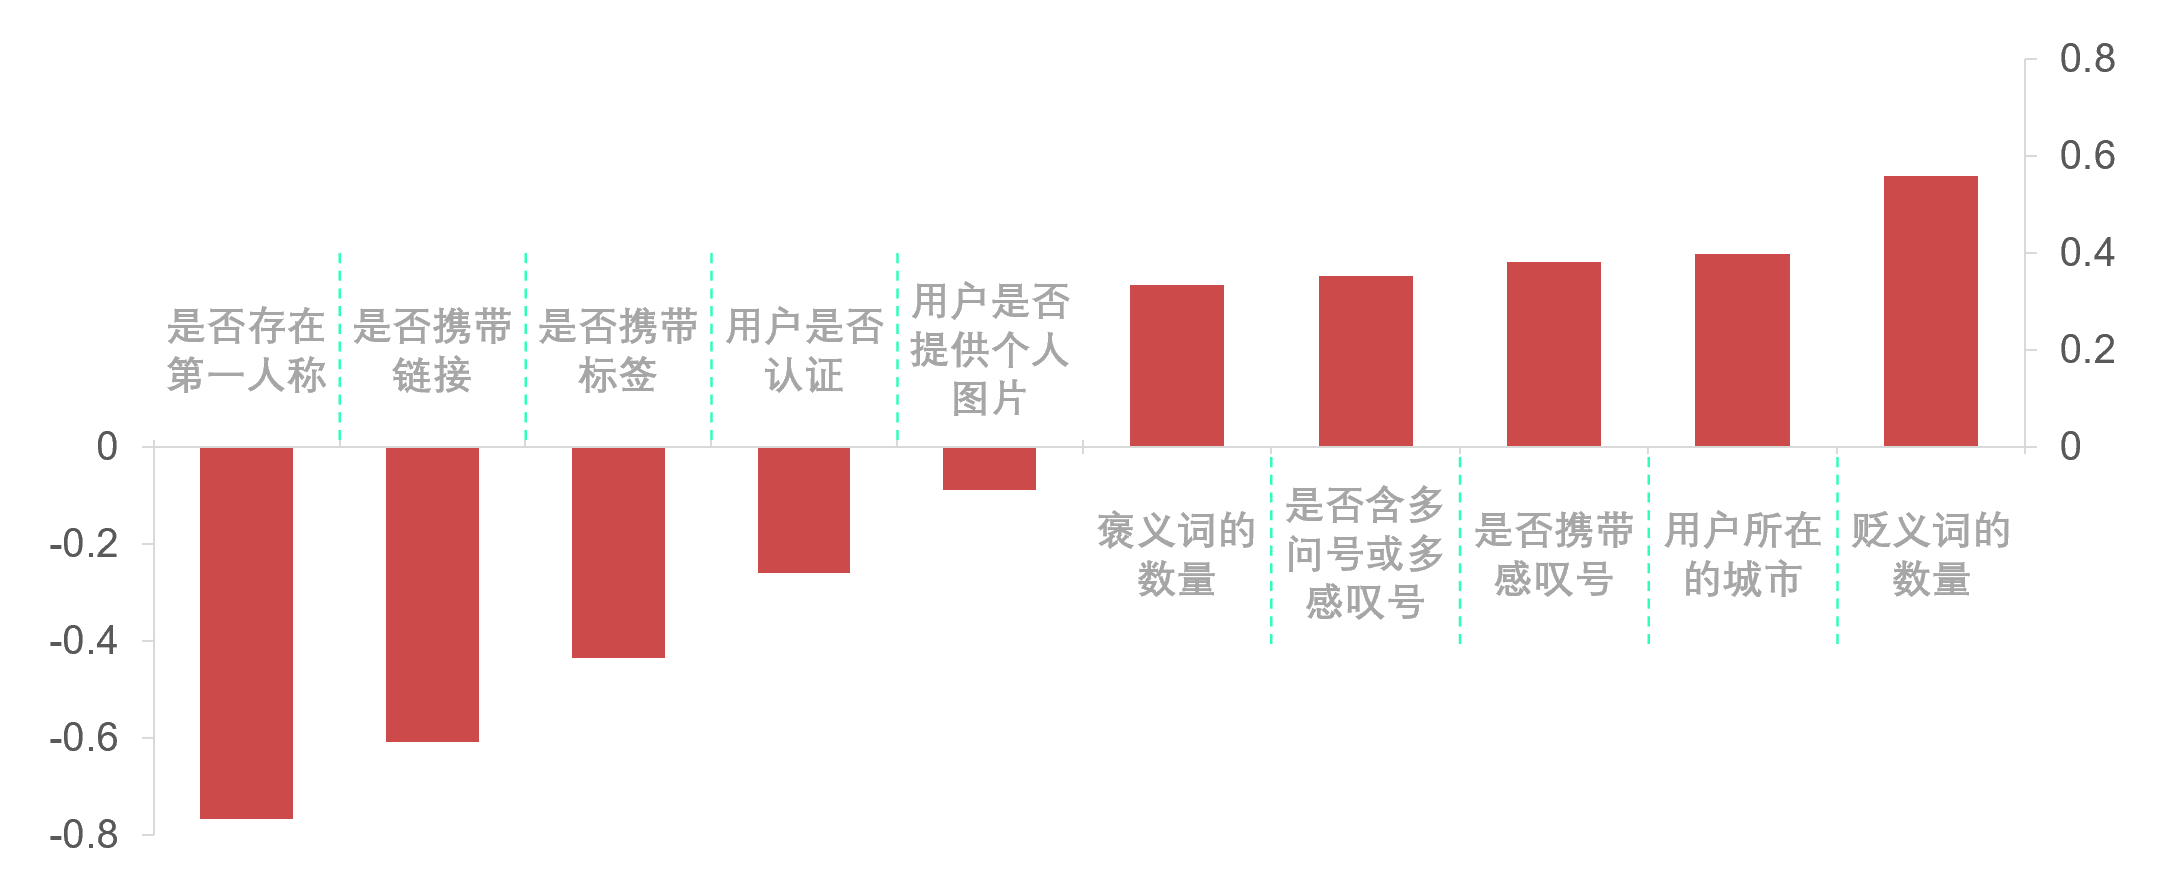 0.8
0.6
0.4
0.2
0
是否存在
第一人称
是否携带
链接
是否携带
标签
用户是否
认证
用户是否
提供个人
图片
0
-0.2
-0.4
-0.6
-0.8
褒义词的
数量
是否含多
问号或多
感叹号
是否携带
感叹号
用户所在
的城市
贬义词的
数量